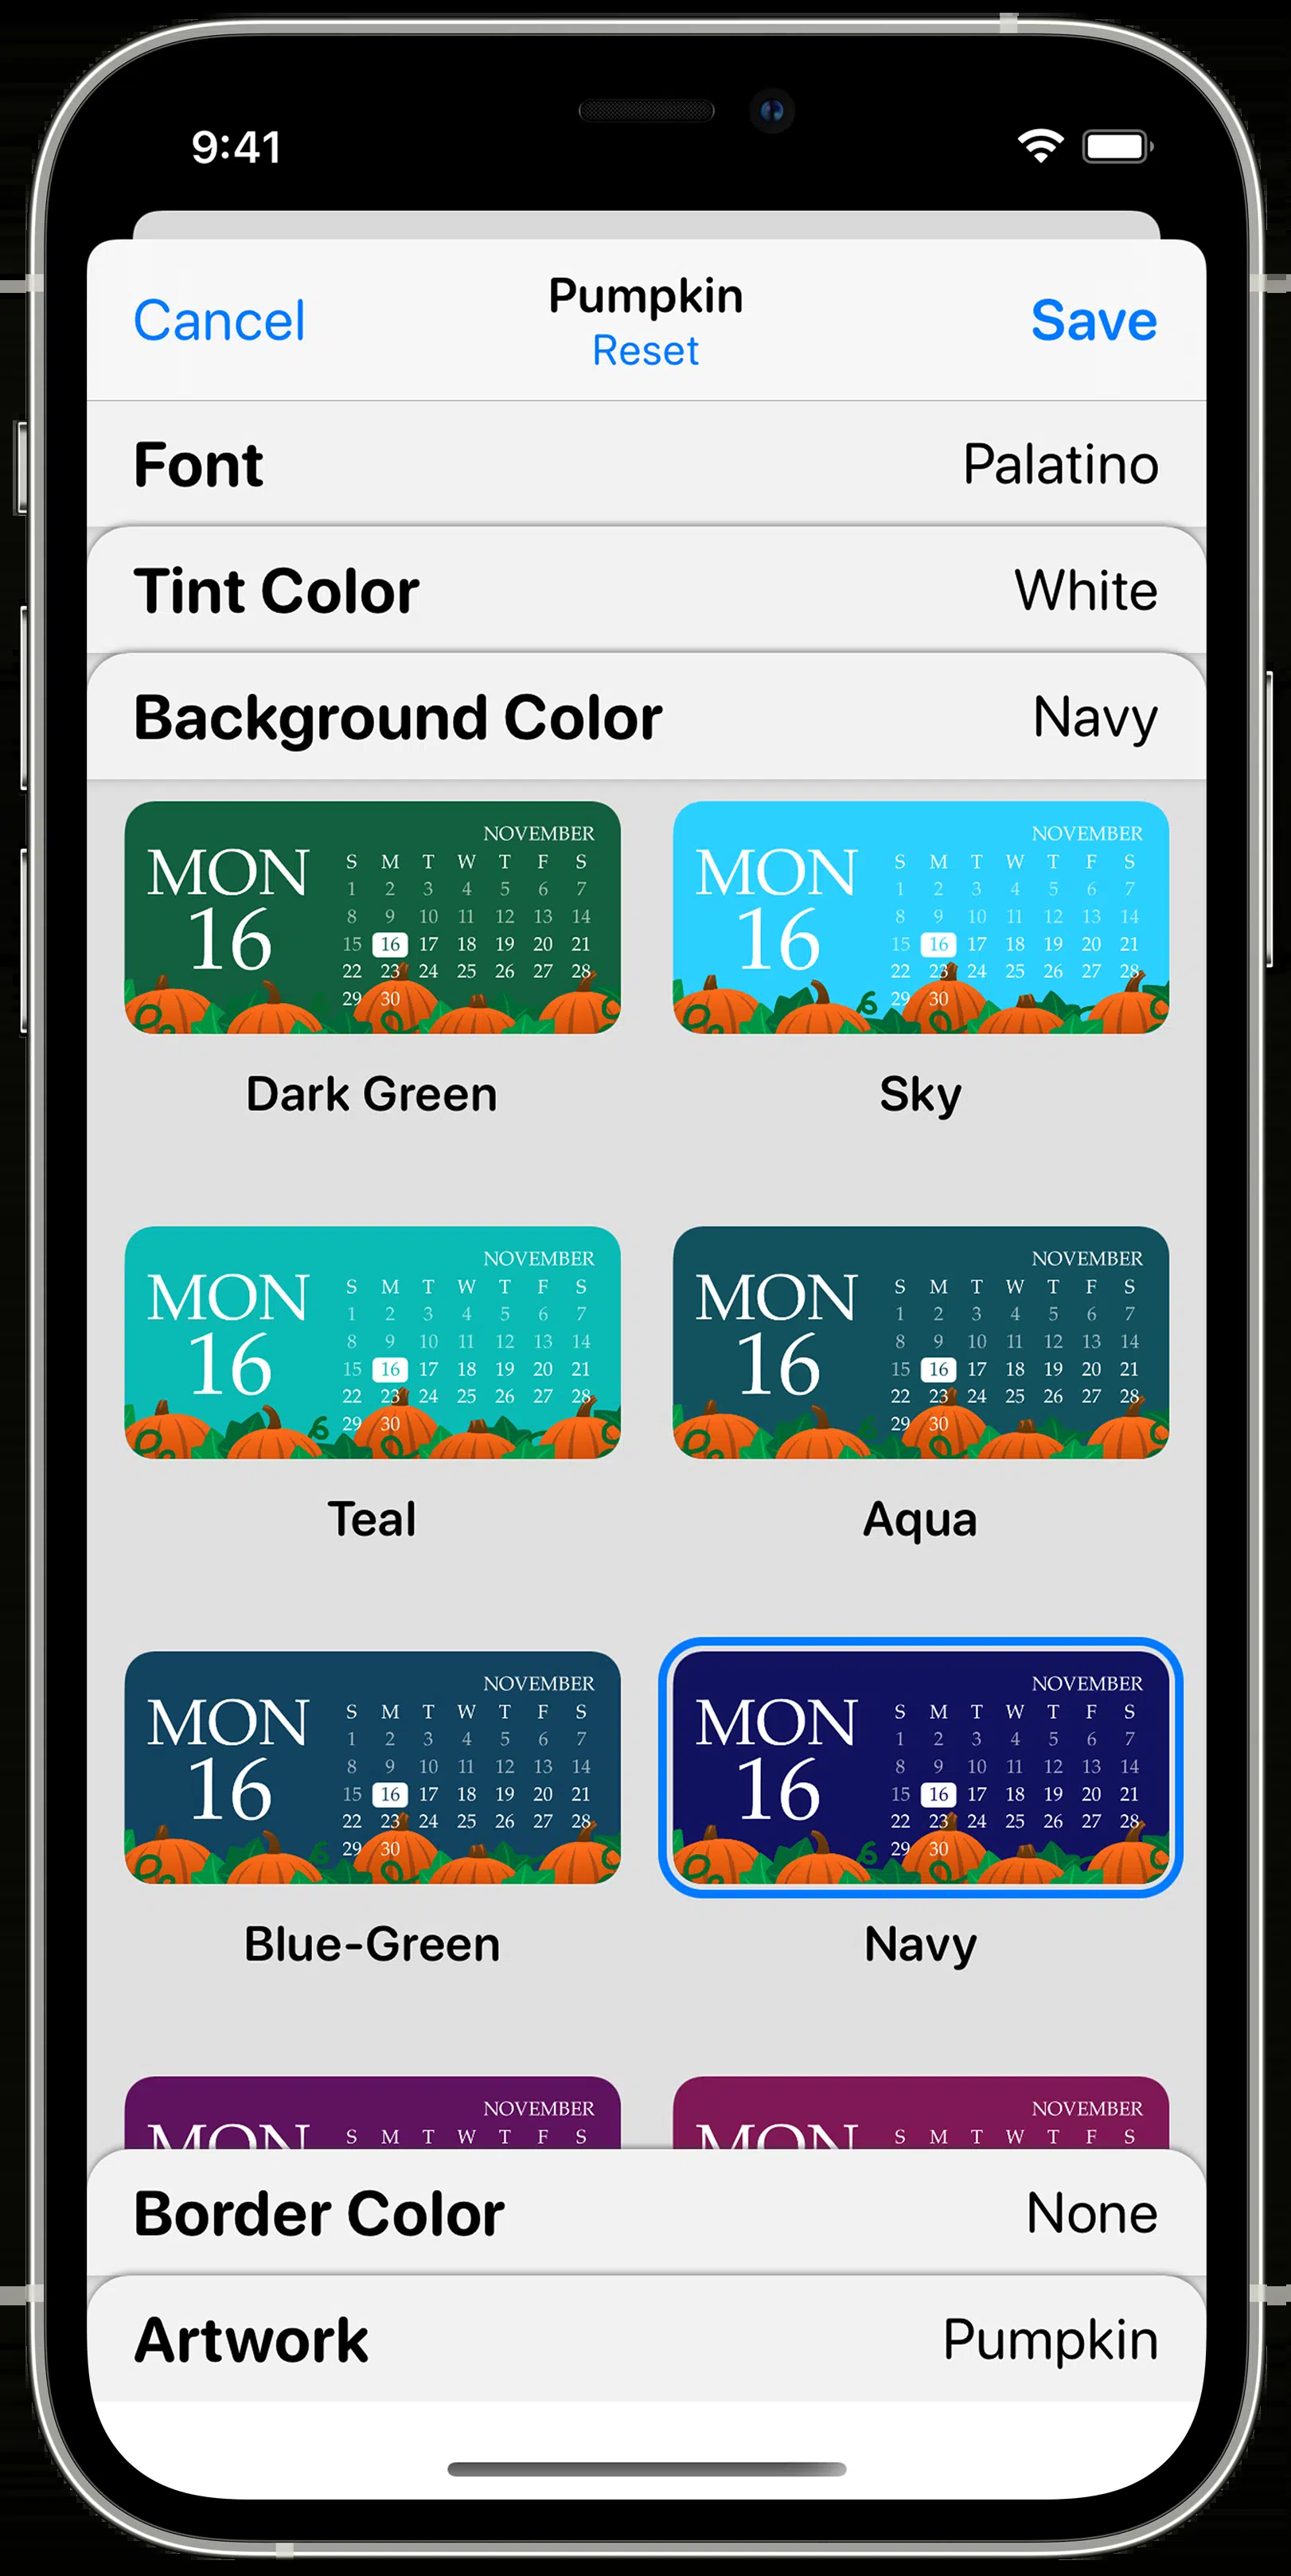 9:41
Cancel
Pumpkin
Reset
Save
Font Palatino
Tint Color White
Background Color Navy
NOVEMBER
MON
16
S M T W T F S
1 2 3 4 5 6 7
8 9 10 11 12 13 14
15 16 17 18 19 20 21
22 23 24 25 26 27 28
29 30
Dark Green
NOVEMBER
MON
16
S M T W T F S
1 2 3 4 5 6 7
8 9 10 11 12 13 14
15 16 17 18 19 20 21
22 23 24 25 26 27 28
29 30
Sky
NOVEMBER
MON
16
S M T W T F S
1 2 3 4 5 6 7
8 9 10 11 12 13 14
15 16 17 18 19 20 21
22 23 24 25 26 27 28
29 30
Teal
NOVEMBER
MON
16
S M T W T F S
1 2 3 4 5 6 7
8 9 10 11 12 13 14
15 16 17 18 19 20 21
22 23 24 25 26 27 28
29 30
Aqua
NOVEMBER
MON
16
S M T W T F S
1 2 3 4 5 6 7
8 9 10 11 12 13 14
15 16 17 18 19 20 21
22 23 24 25 26 27 28
29 30
Blue-Green
NOVEMBER
MON
16
S M T W T F S
1 2 3 4 5 6 7
8 9 10 11 12 13 14
15 16 17 18 19 20 21
22 23 24 25 26 27 28
29 30
Navy
NOVEMBER
MON
S M T W T F S
NOVEMBER
MON
S M T W T F S
Border Color None
Artwork Pumpkin